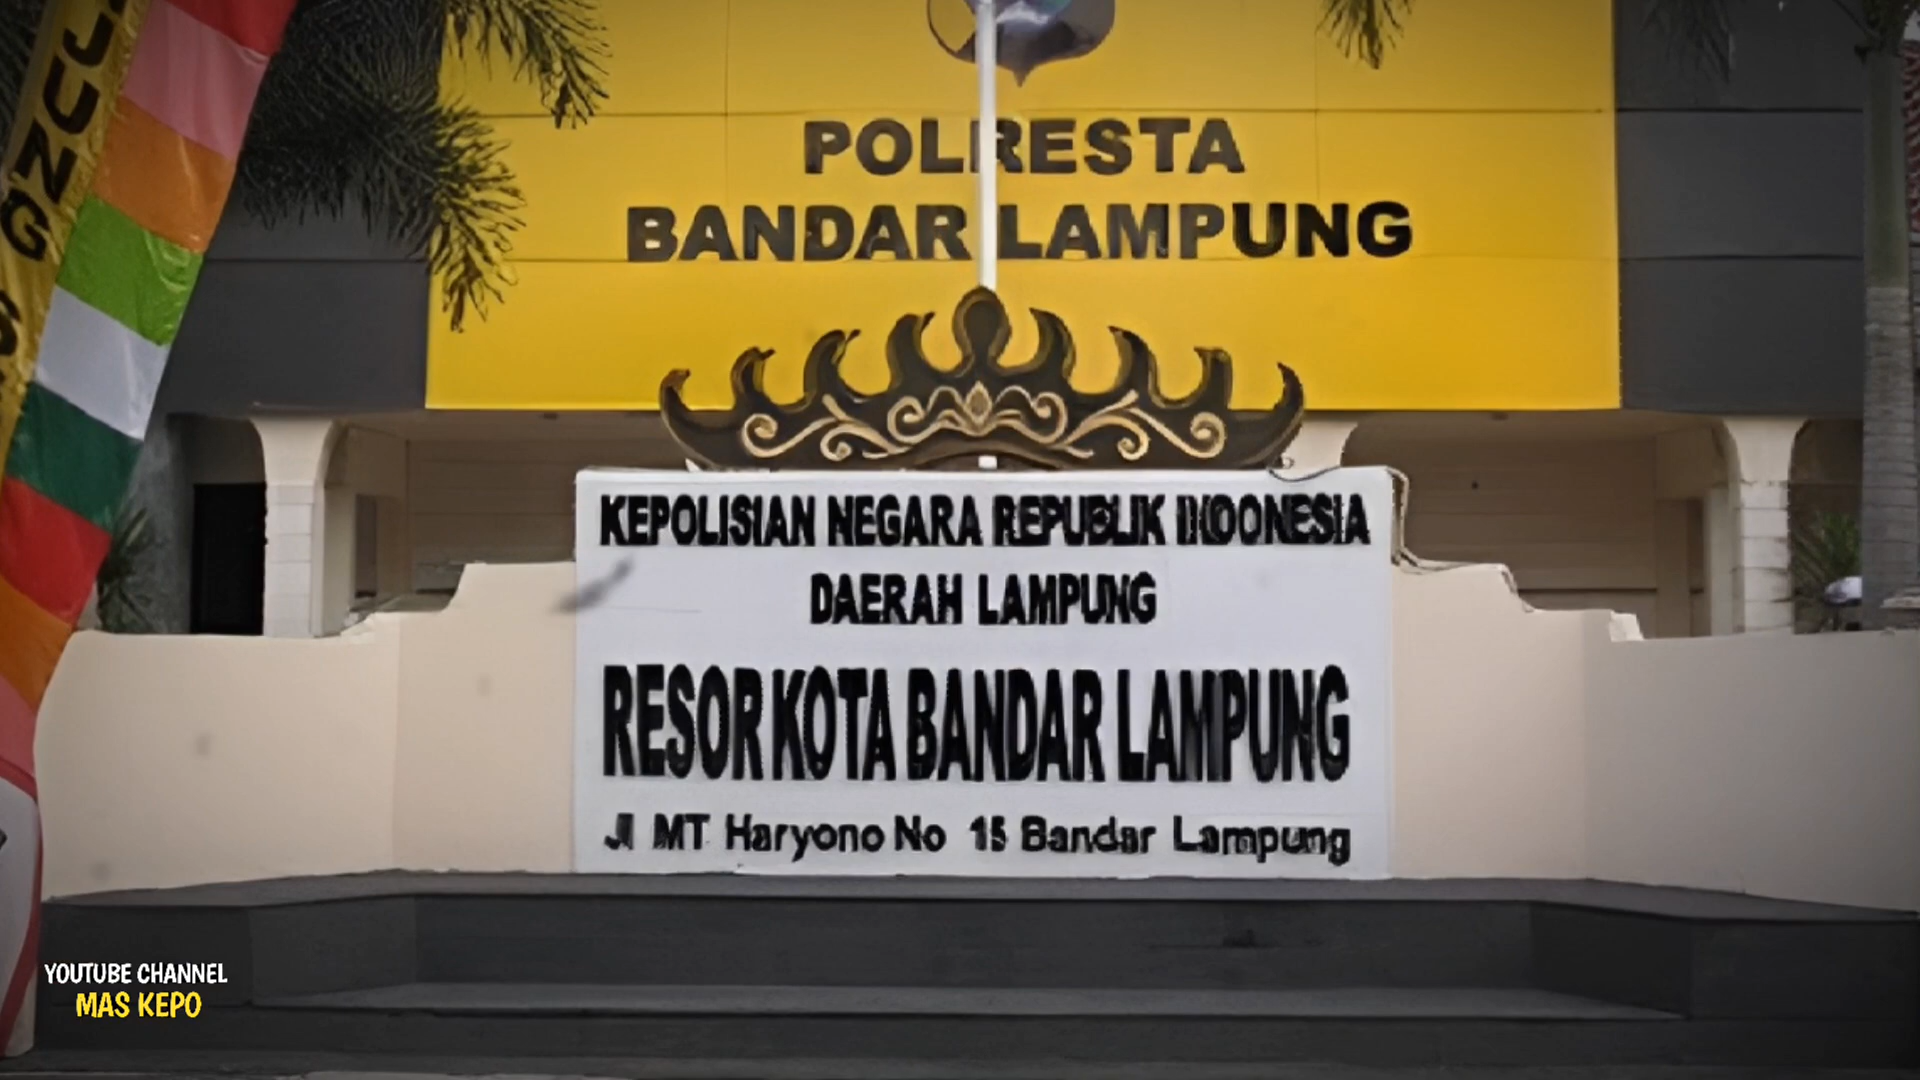 POLRESTA
BANDAR LAMPUNG
KEPOLISIAN NEGARA REPUBLIK INDONESIA
DAERAH LAMPUNG
RESOR KOTA BANDAR LAMPUNG
Jl MT Haryono No 15 Bandar Lampung
YOUTUBE CHANNEL
MAS KEPO